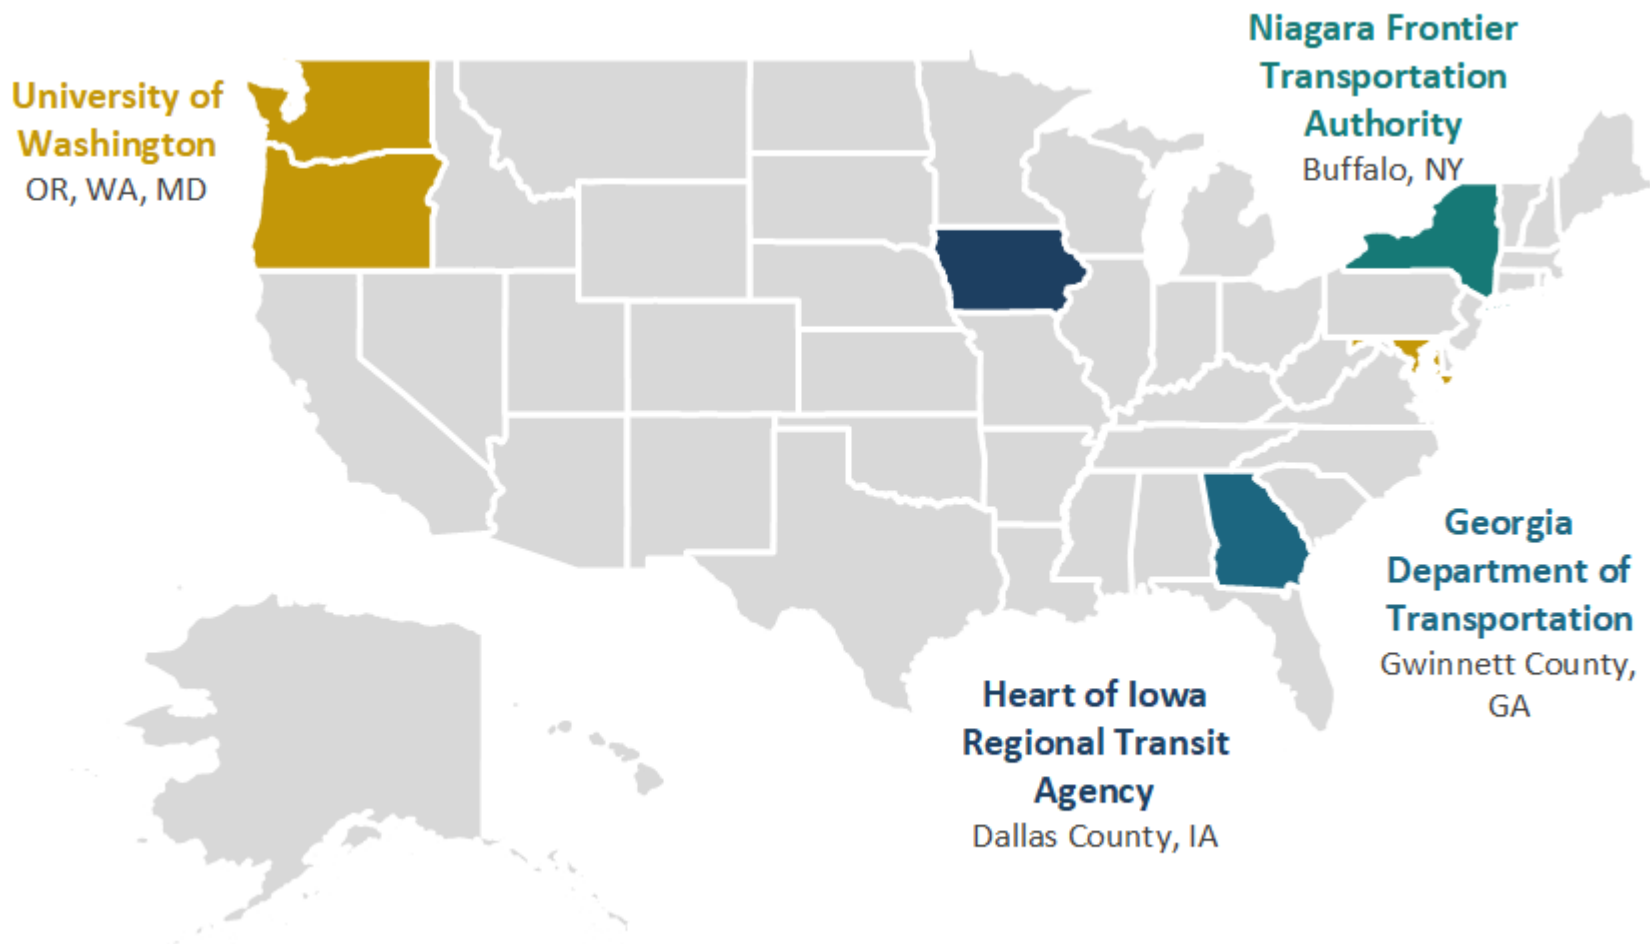 University of
Washington
OR, WA, MD
Niagara Frontier
Transportation
Authority
Buffalo, NY
Georgia
Department of
Transportation
Gwinnett County,
GA
Heart of Iowa
Regional Transit
Agency
Dallas County, IA